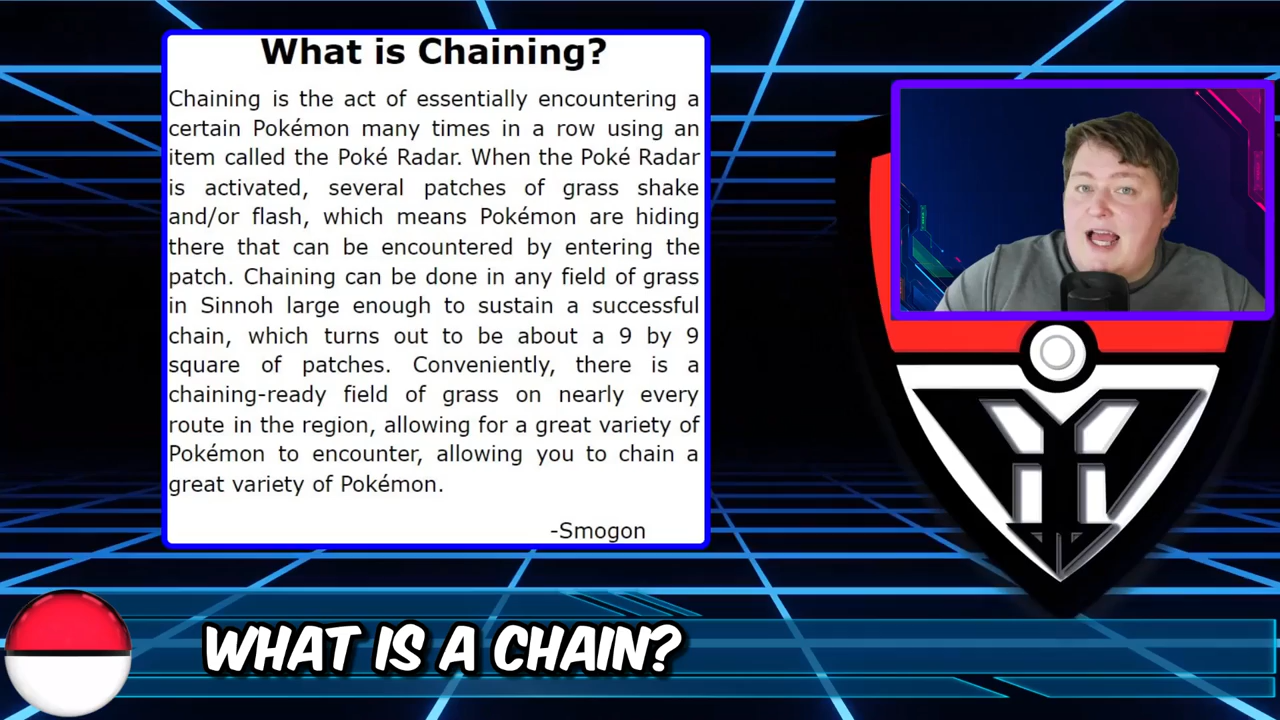 What is Chaining?
Chaining is the act of essentially encountering a
certain Pokémon many times in a row using an
item called the Poké Radar. When the Poké Radar
is activated, several patches of grass shake
and/or flash, which means Pokémon are hiding
there that can be encountered by entering the
patch. Chaining can be done in any field of grass
in Sinnoh large enough to sustain a successful
chain, which turns out to be about a 9 by 9
square of patches. Conveniently, there is a
chaining-ready field of grass on nearly every
route in the region, allowing for a great variety of
Pokémon to encounter, allowing you to chain a
great variety of Pokémon.
-Smogon
WHAT IS A CHAIN?